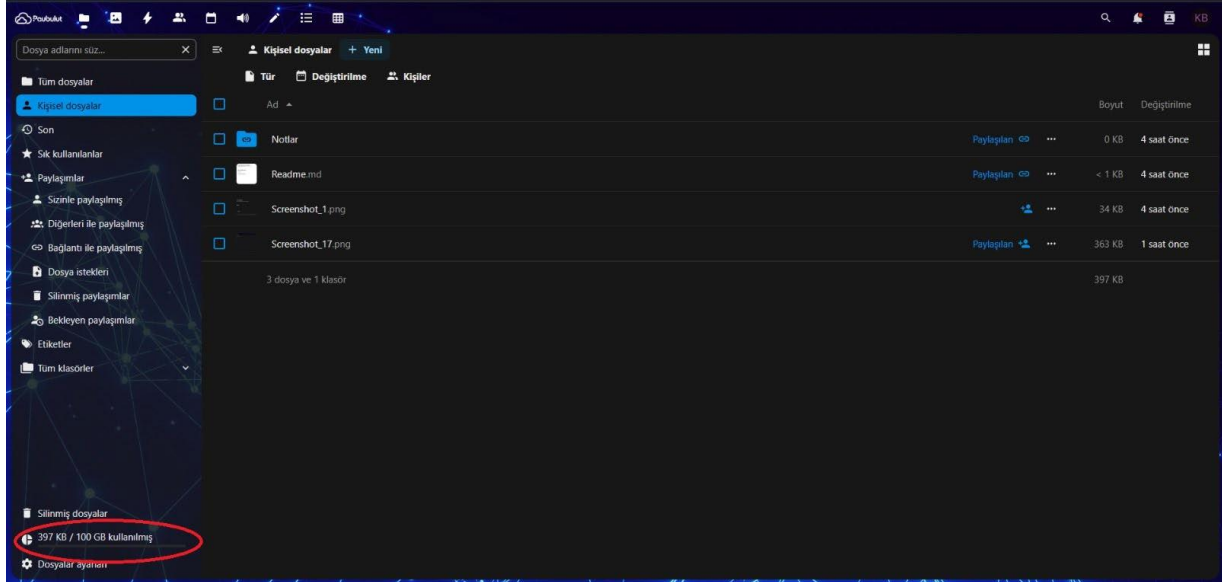 Paubulut
KB
Dosya adlarını süz...
Kişisel dosyalar
+ Yeni
Tür
Değiştirilme
Kişiler
Tüm dosyalar
Kişisel dosyalar
Son
Sık kullanılanlar
Paylaşımlar
Sizinle paylaşılmış
Diğerleri ile paylaşılmış
Bağlantı ile paylaşılmış
Dosya istekleri
Silinmiş paylaşımlar
Bekleyen paylaşımlar
Etiketler
Tüm klasörler
Ad Boyut Değiştirilme
Notlar Paylaşılan 0 KB 4 saat önce
Readme.md Paylaşılan < 1 KB 4 saat önce
Screenshot_1.png 34 KB 4 saat önce
Screenshot_17.png Paylaşılan 363 KB 1 saat önce
3 dosya ve 1 klasör 397 KB
Silinmiş dosyalar
397 KB / 100 GB kullanılmış
Dosyalar ayarları